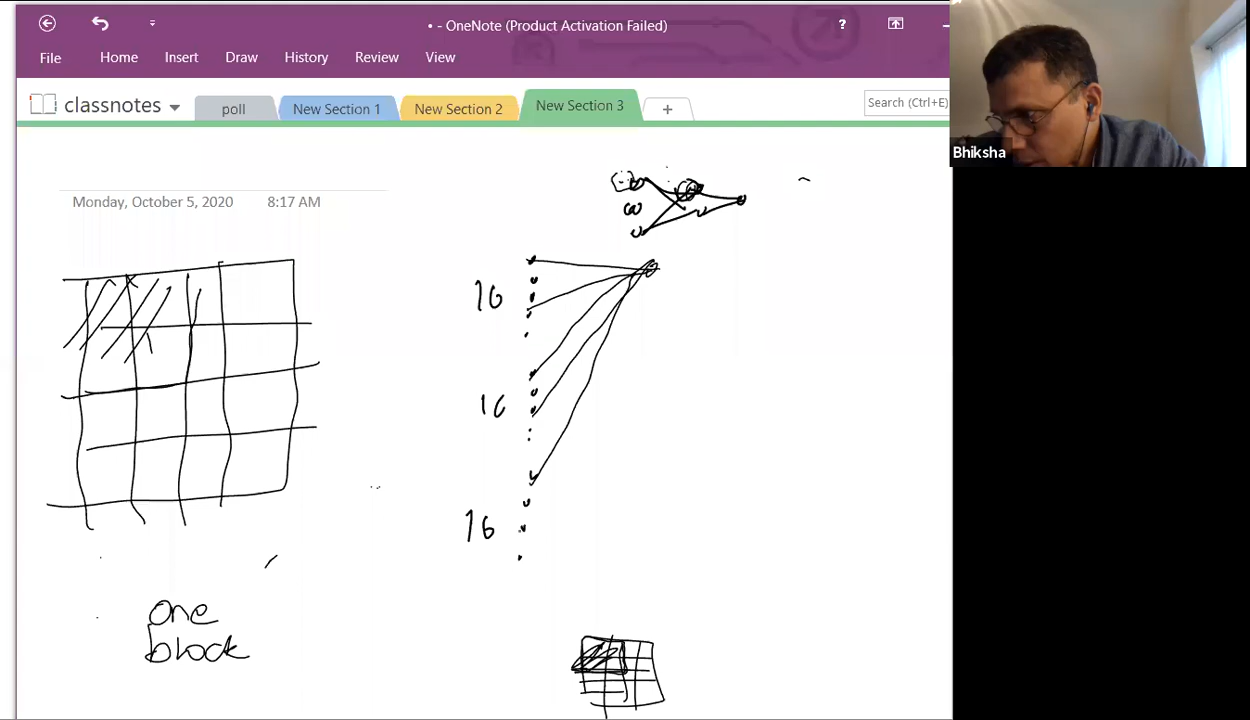 • - OneNote (Product Activation Failed)
?
File Home Insert Draw History Review View
classnotes
poll
New Section 1
New Section 2
New Section 3
+
Search (Ctrl+E)
Bhiksha
Monday, October 5, 2020 8:17 AM
16
16
16
one
block